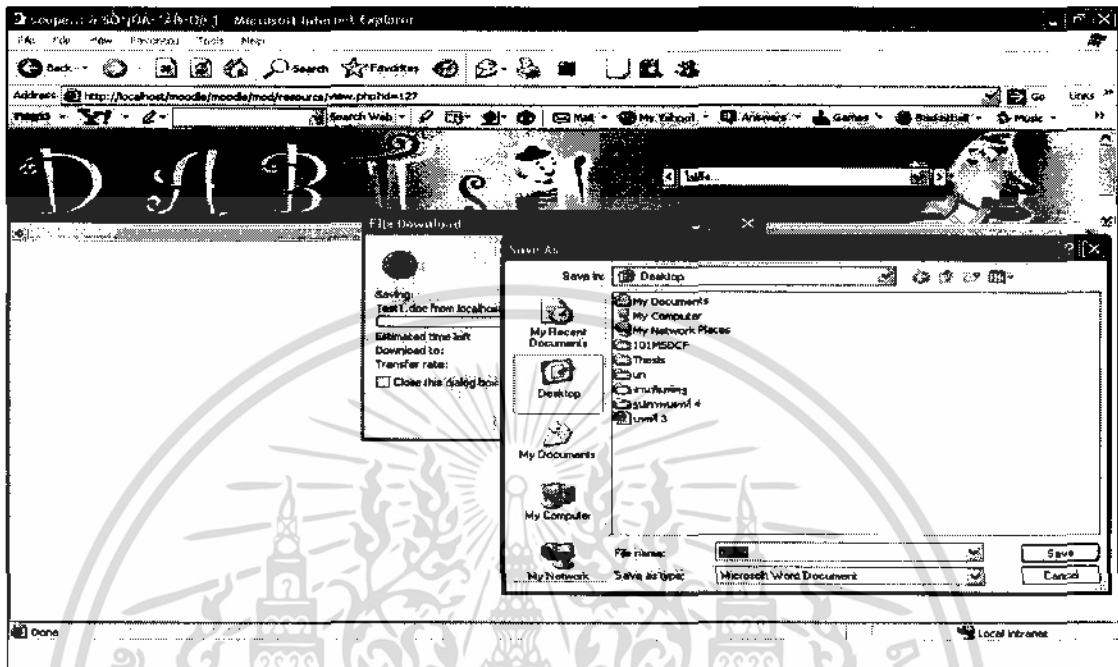 Microsoft Internet Explorer
File Edit View Favorites Tools Help
Back Search Favorites
Address http://localhost/moodle/moodle/mod/resource/view.php?id=127 Go Links
Search Web Mail My Yahoo! Answers Games Basketball Music
D A B T S
File Download
Saving:
Test1.doc from localhost
Estimated time left
Download to:
Transfer rate:
Close this dialog box
Save As
Save in: Desktop
My Recent Documents
Desktop
My Documents
My Computer
My Network
My Documents
My Computer
My Network Places
101MSDCF
Thesis
บทที่ 3
File name:
Save as type: Microsoft Word Document
Save
Cancel
Done
Local intranet